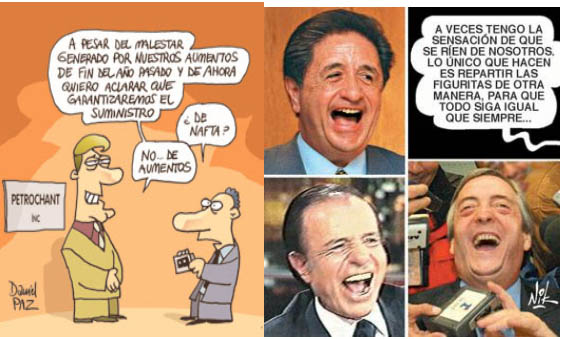 A PESAR DEL MALESTAR
GENERADO POR NUESTROS AUMENTOS
DE FIN DEL AÑO PASADO Y DE AHORA
QUIERO ACLARAR QUE
GARANTIZAREMOS EL
SUMINISTRO
¿DE
NAFTA?
NO... DE
AUMENTOS
PETROCHANT
INC
Daniel
PAZ
A VECES TENGO LA
SENSACIÓN DE QUE
SE RÍEN DE NOSOTROS.
LO ÚNICO QUE HACEN
ES REPARTIR LAS
FIGURITAS DE OTRA
MANERA, PARA QUE
TODO SIGA IGUAL
QUE SIEMPRE...
NIK